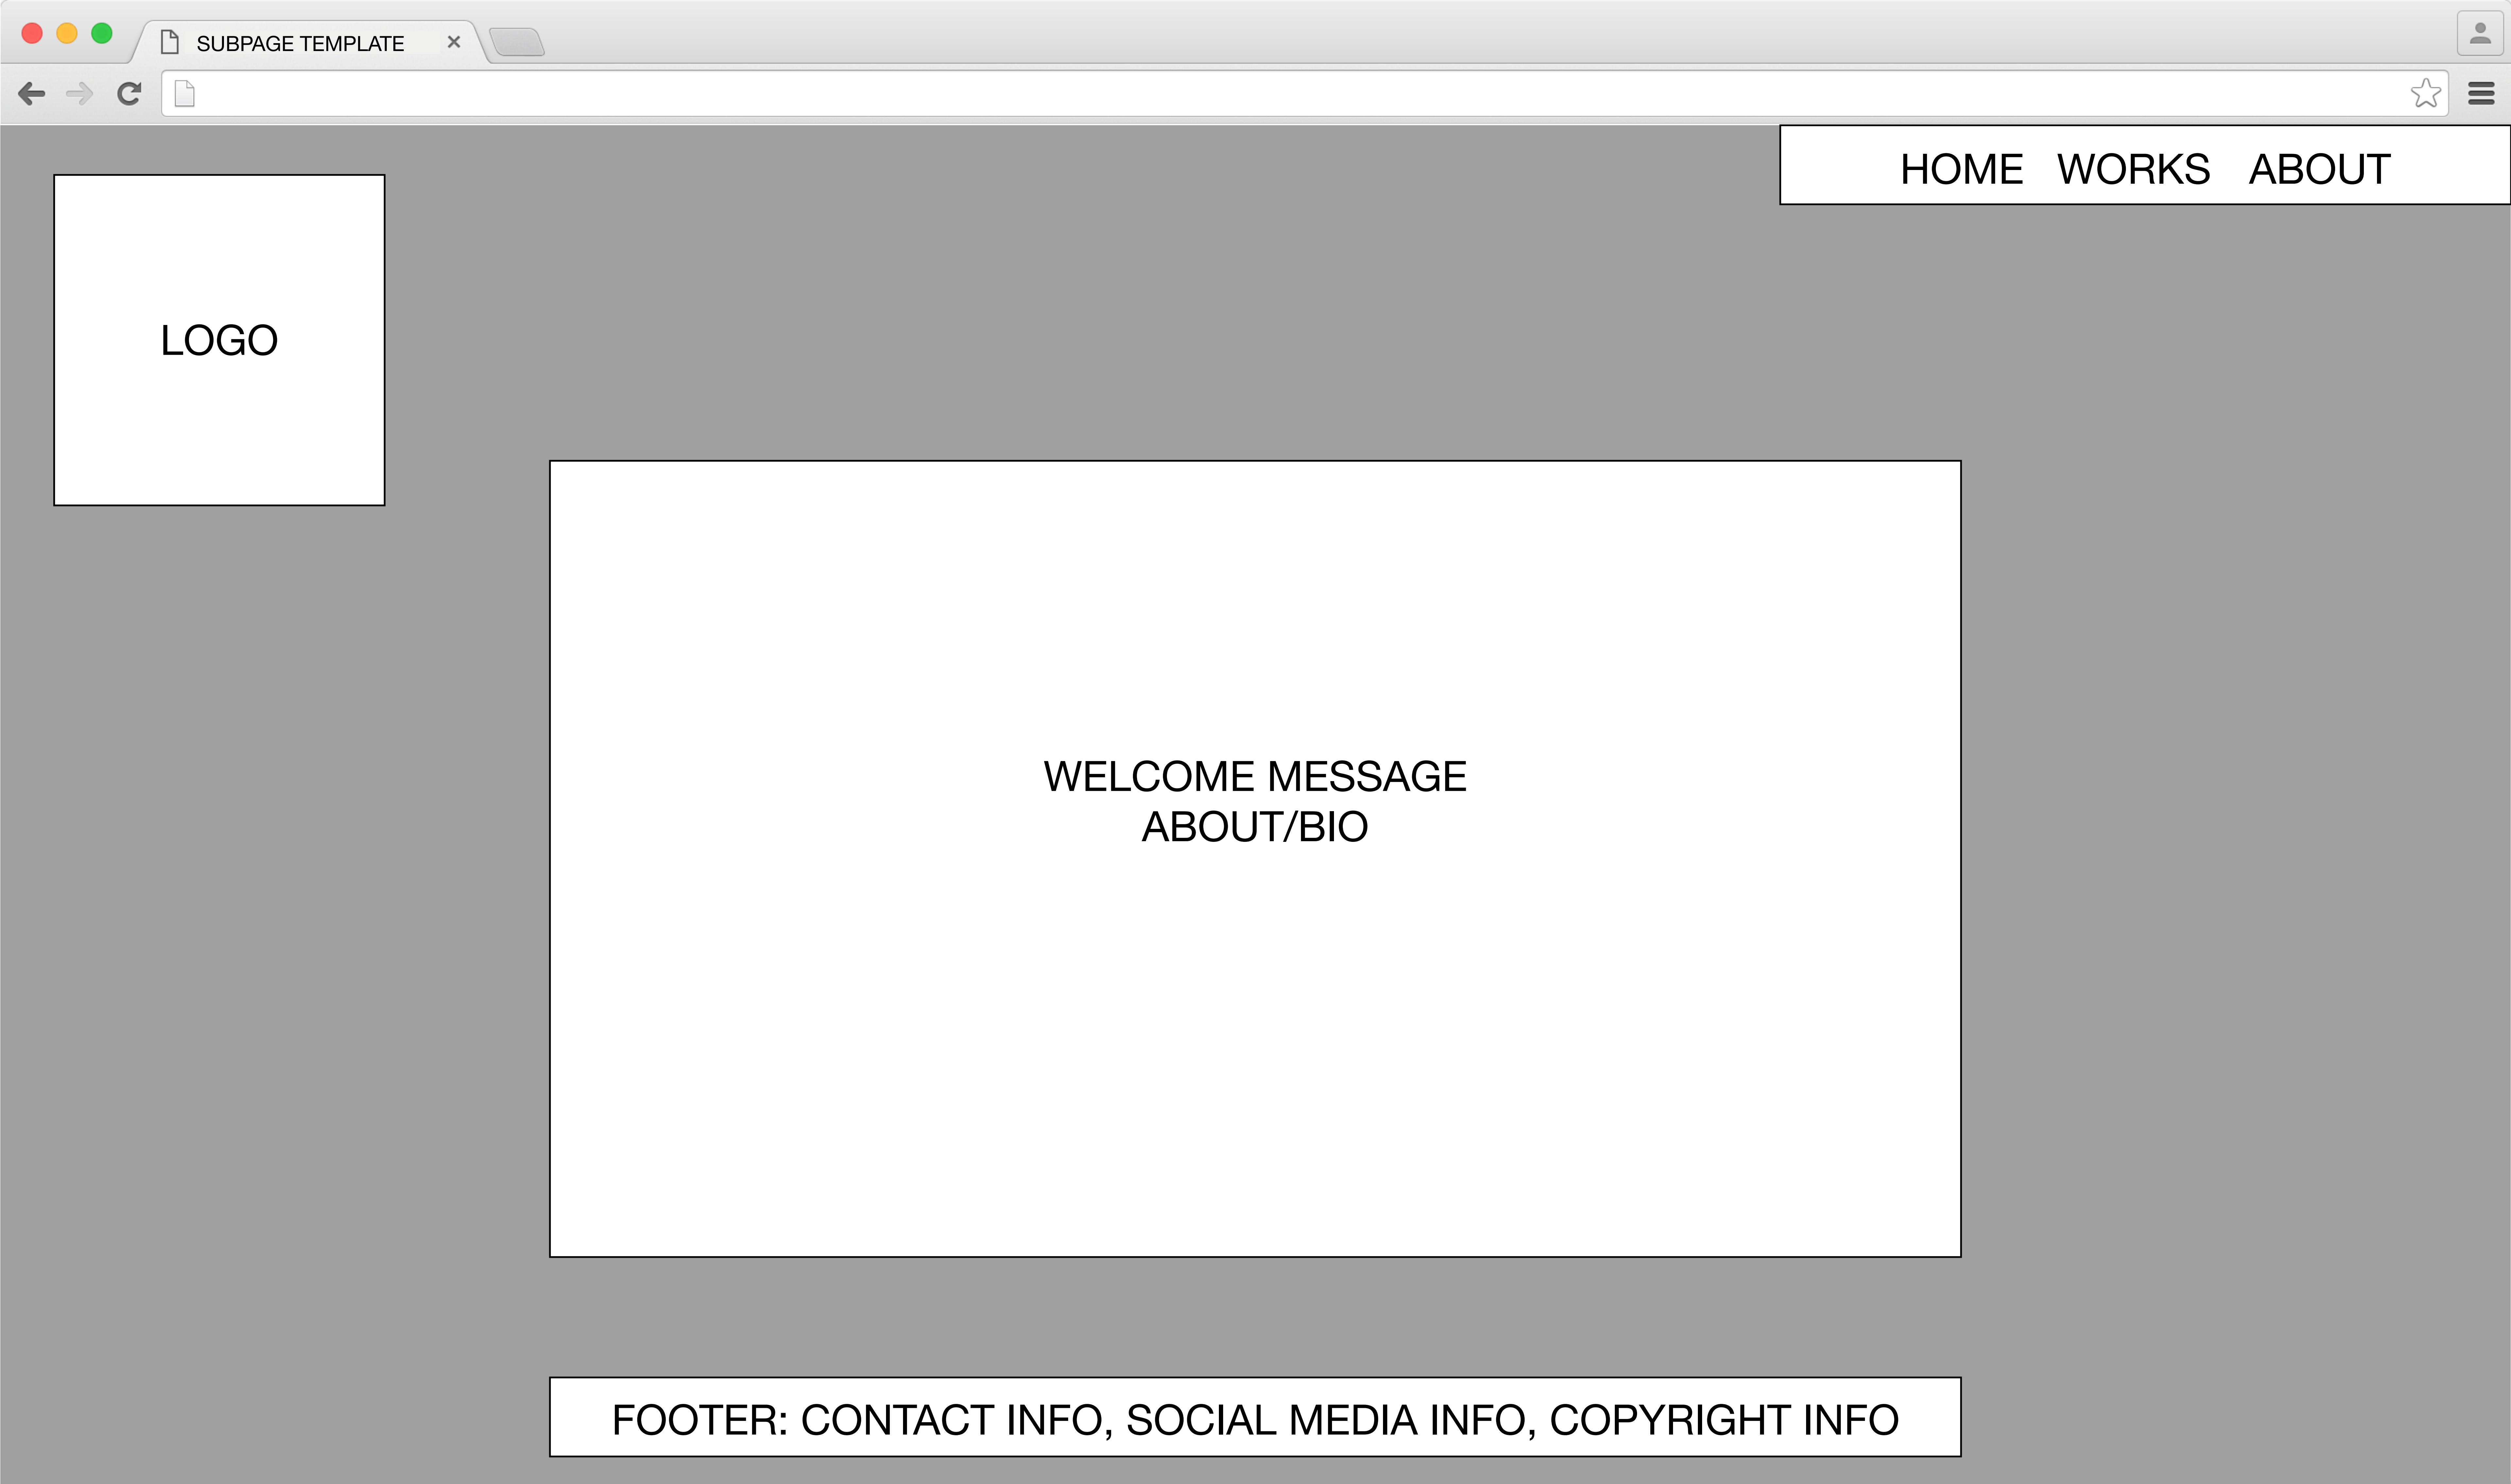 SUBPAGE TEMPLATE
HOME WORKS ABOUT
LOGO
WELCOME MESSAGE
ABOUT/BIO
FOOTER: CONTACT INFO, SOCIAL MEDIA INFO, COPYRIGHT INFO